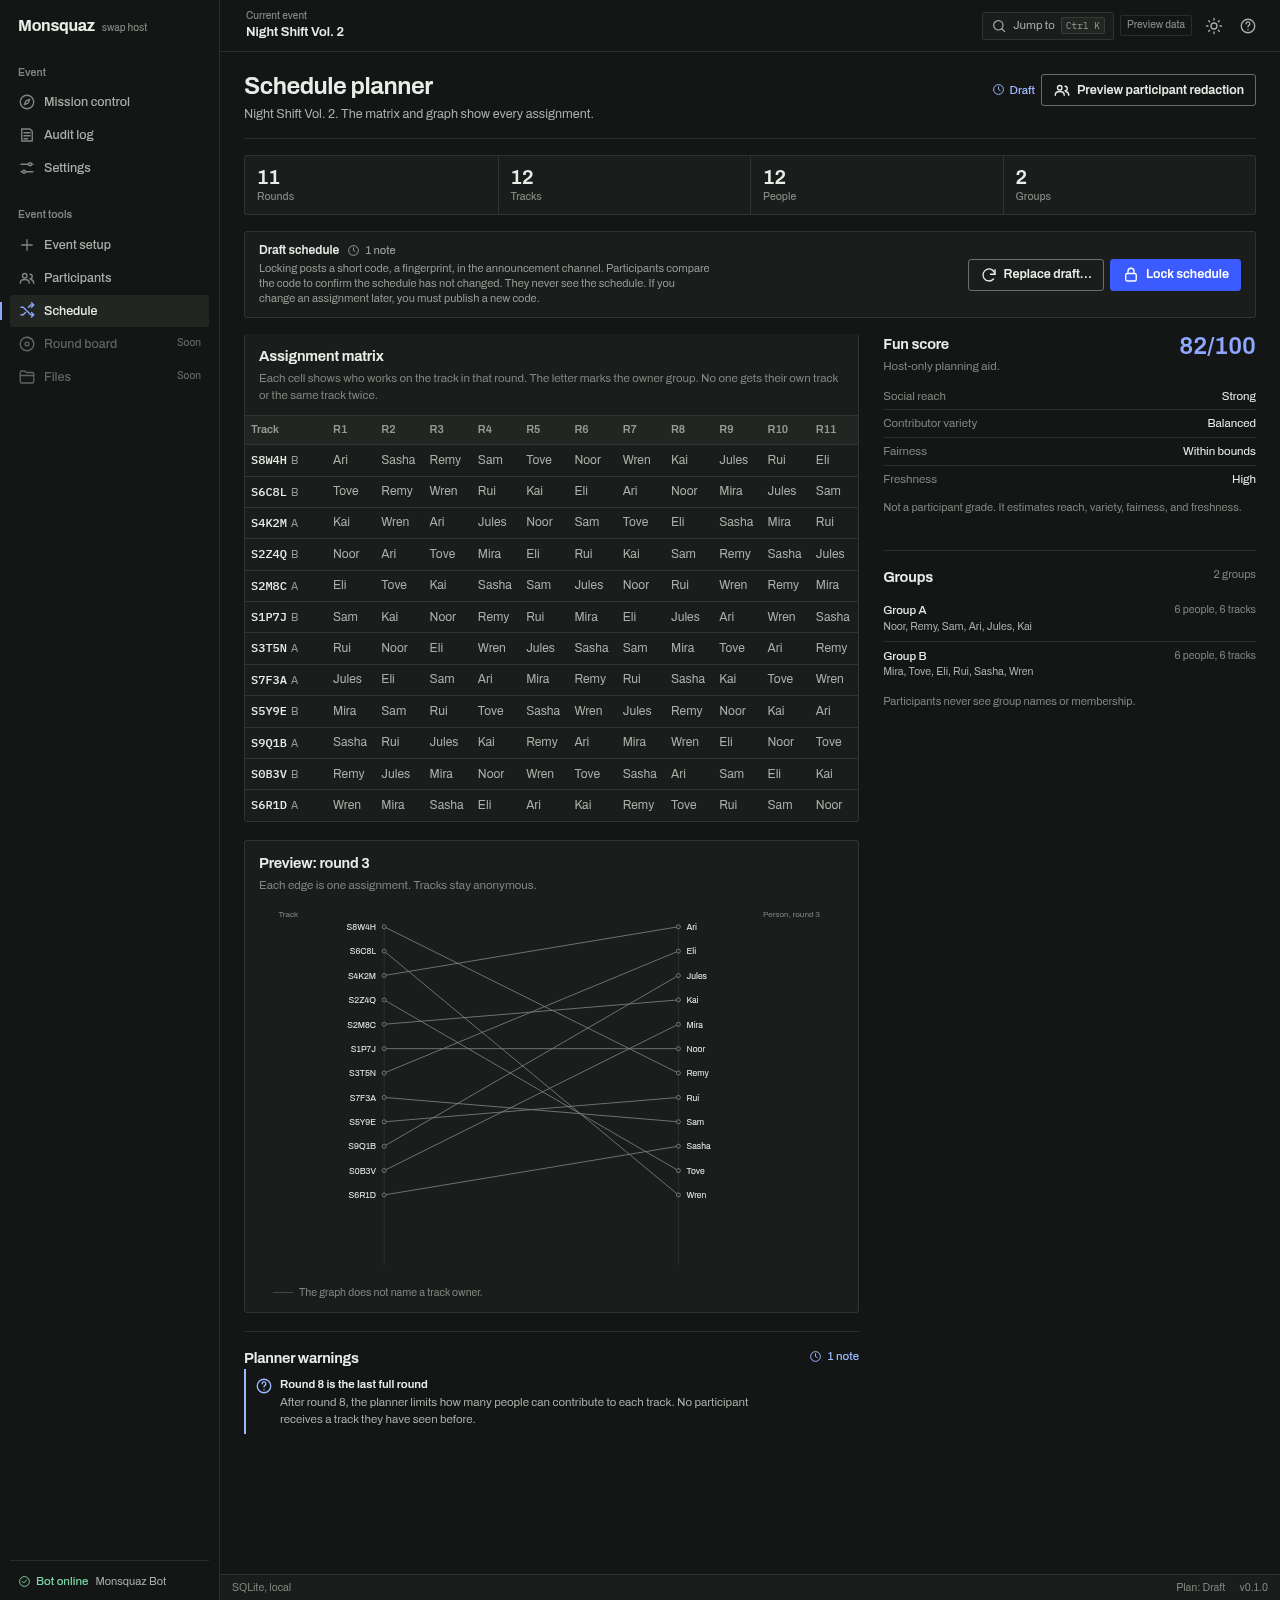 Monsquaz swap host
Event
Mission control
Audit log
Settings
Event tools
Event setup
Participants
Schedule
Round board Soon
Files Soon
Bot online Monsquaz Bot
Current event
Night Shift Vol. 2
Jump to Ctrl K
Preview data
Schedule planner
Night Shift Vol. 2. The matrix and graph show every assignment.
Draft
Preview participant redaction
11 12 12 2
Rounds Tracks People Groups
Draft schedule 1 note
Locking posts a short code, a fingerprint, in the announcement channel. Participants compare
the code to confirm the schedule has not changed. They never see the schedule. If you
change an assignment later, you must publish a new code.
Replace draft...
Lock schedule
Assignment matrix
Each cell shows who works on the track in that round. The letter marks the owner group. No one gets their own track
or the same track twice.
Track R1 R2 R3 R4 R5 R6 R7 R8 R9 R10 R11
S8W4H B Ari Sasha Remy Sam Tove Noor Wren Kai Jules Rui Eli
S6C8L B Tove Remy Wren Rui Kai Eli Ari Noor Mira Jules Sam
S4K2M A Kai Wren Ari Jules Noor Sam Tove Eli Sasha Mira Rui
S2Z4Q B Noor Ari Tove Mira Eli Rui Kai Sam Remy Sasha Jules
S2M8C A Eli Tove Kai Sasha Sam Jules Noor Rui Wren Remy Mira
S1P7J B Sam Kai Noor Remy Rui Mira Eli Jules Ari Wren Sasha
S3T5N A Rui Noor Eli Wren Jules Sasha Sam Mira Tove Ari Remy
S7F3A A Jules Eli Sam Ari Mira Remy Rui Sasha Kai Tove Wren
S5Y9E B Mira Sam Rui Tove Sasha Wren Jules Remy Noor Kai Ari
S9Q1B A Sasha Rui Jules Kai Remy Ari Mira Wren Eli Noor Tove
S0B3V B Remy Jules Mira Noor Wren Tove Sasha Ari Sam Eli Kai
S6R1D A Wren Mira Sasha Eli Ari Kai Remy Tove Rui Sam Noor
Preview: round 3
Each edge is one assignment. Tracks stay anonymous.
Track Person, round 3
S8W4H Ari
S6C8L Eli
S4K2M Jules
S2Z4Q Kai
S2M8C Mira
S1P7J Noor
S3T5N Remy
S7F3A Rui
S5Y9E Sam
S9Q1B Sasha
S0B3V Tove
S6R1D Wren
The graph does not name a track owner.
Planner warnings 1 note
Round 8 is the last full round
After round 8, the planner limits how many people can contribute to each track. No participant
receives a track they have seen before.
Fun score 82/100
Host-only planning aid.
Social reach Strong
Contributor variety Balanced
Fairness Within bounds
Freshness High
Not a participant grade. It estimates reach, variety, fairness, and freshness.
Groups 2 groups
Group A 6 people, 6 tracks
Noor, Remy, Sam, Ari, Jules, Kai
Group B 6 people, 6 tracks
Mira, Tove, Eli, Rui, Sasha, Wren
Participants never see group names or membership.
SQLite, local Plan: Draft v0.1.0